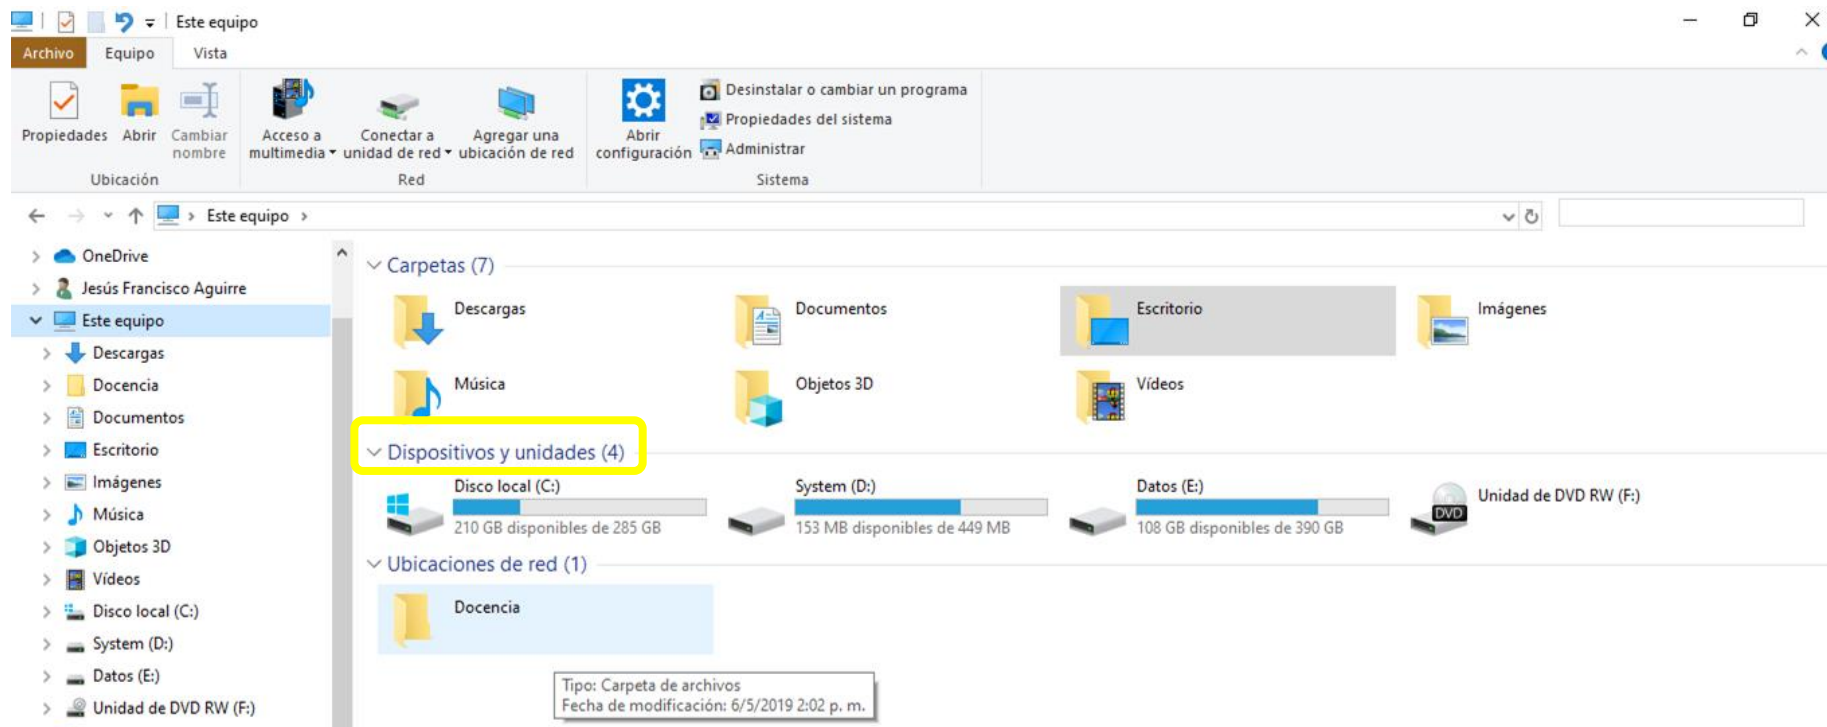 Este equipo
Archivo Equipo Vista
Propiedades Abrir Cambiar nombre
Acceso a multimedia Conectar a unidad de red Agregar una ubicación de red
Abrir configuración
Desinstalar o cambiar un programa
Propiedades del sistema
Administrar
Ubicación Red Sistema
Este equipo
OneDrive
Jesús Francisco Aguirre
Este equipo
Descargas
Docencia
Documentos
Escritorio
Imágenes
Música
Objetos 3D
Vídeos
Disco local (C:)
System (D:)
Datos (E:)
Unidad de DVD RW (F:)
Carpetas (7)
Descargas Documentos Escritorio Imágenes
Música Objetos 3D Vídeos
Dispositivos y unidades (4)
Disco local (C:) System (D:) Datos (E:) Unidad de DVD RW (F:)
210 GB disponibles de 285 GB 153 MB disponibles de 449 MB 108 GB disponibles de 390 GB
DVD
Ubicaciones de red (1)
Docencia
Tipo: Carpeta de archivos
Fecha de modificación: 6/5/2019 2:02 p. m.